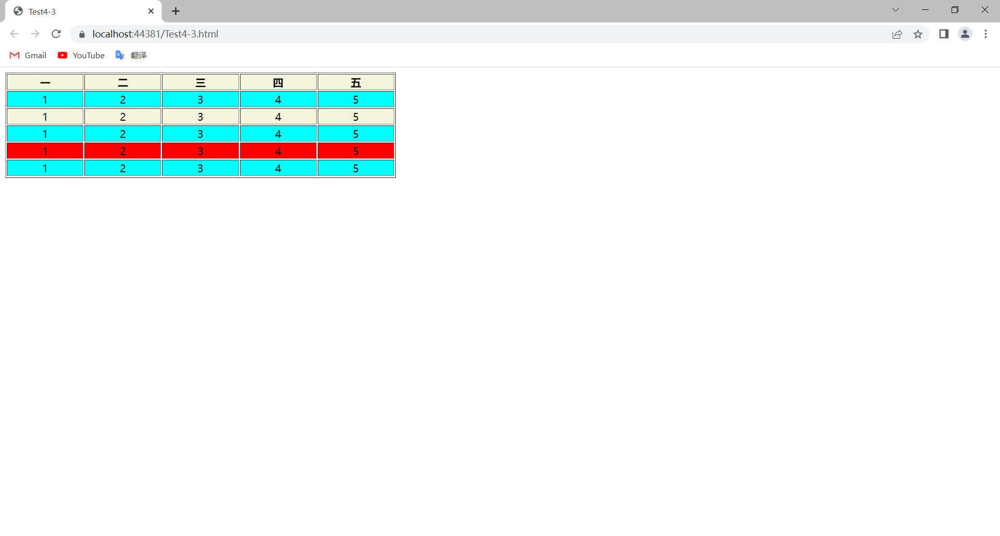 Test4-3
localhost:44381/Test4-3.html
Gmail YouTube 翻译
一 二 三 四 五
1 2 3 4 5
1 2 3 4 5
1 2 3 4 5
1 2 3 4 5
1 2 3 4 5